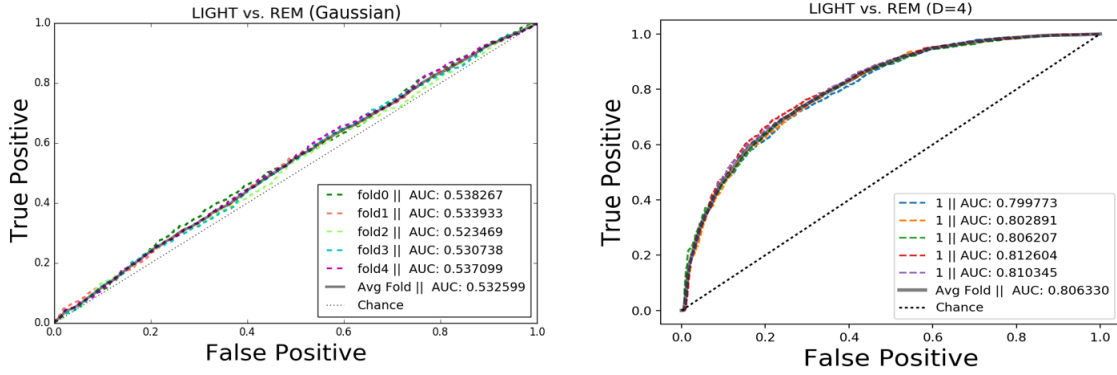 LIGHT vs. REM (Gaussian)
True Positive
1.0
0.8
0.6
0.4
0.2
0.0
fold0 || AUC: 0.538267
fold1 || AUC: 0.533933
fold2 || AUC: 0.523469
fold3 || AUC: 0.530738
fold4 || AUC: 0.537099
Avg Fold || AUC: 0.532599
Chance
0.0 0.2 0.4 0.6 0.8 1.0
False Positive
LIGHT vs. REM (D=4)
True Positive
1.0
0.8
0.6
0.4
0.2
0.0
1 || AUC: 0.799773
1 || AUC: 0.802891
1 || AUC: 0.806207
1 || AUC: 0.812604
1 || AUC: 0.810345
Avg Fold || AUC: 0.806330
Chance
0.0 0.2 0.4 0.6 0.8 1.0
False Positive